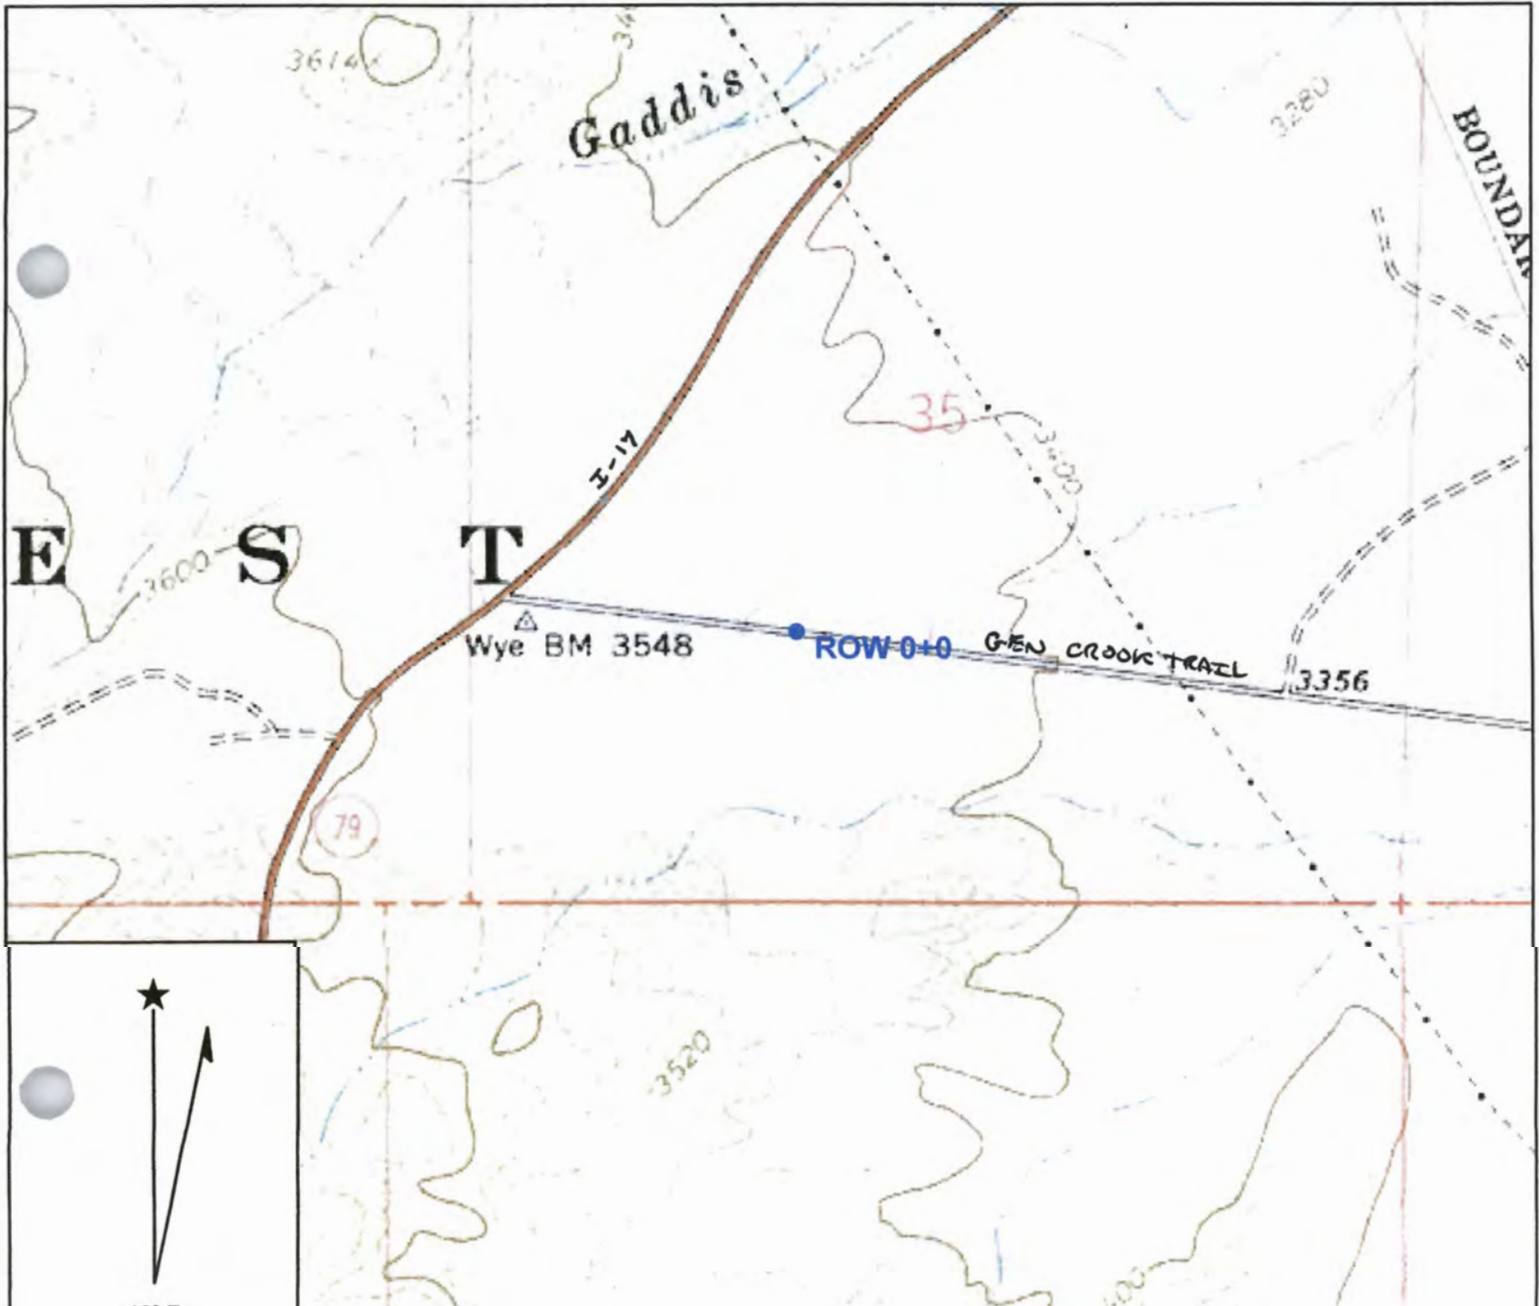 3614
Gaddis
3280
BOUNDAR
35
3400
I-17
E S T
3600
Wye BM 3548
ROW 0+0
GEN CROOK TRAIL
3356
79
3520